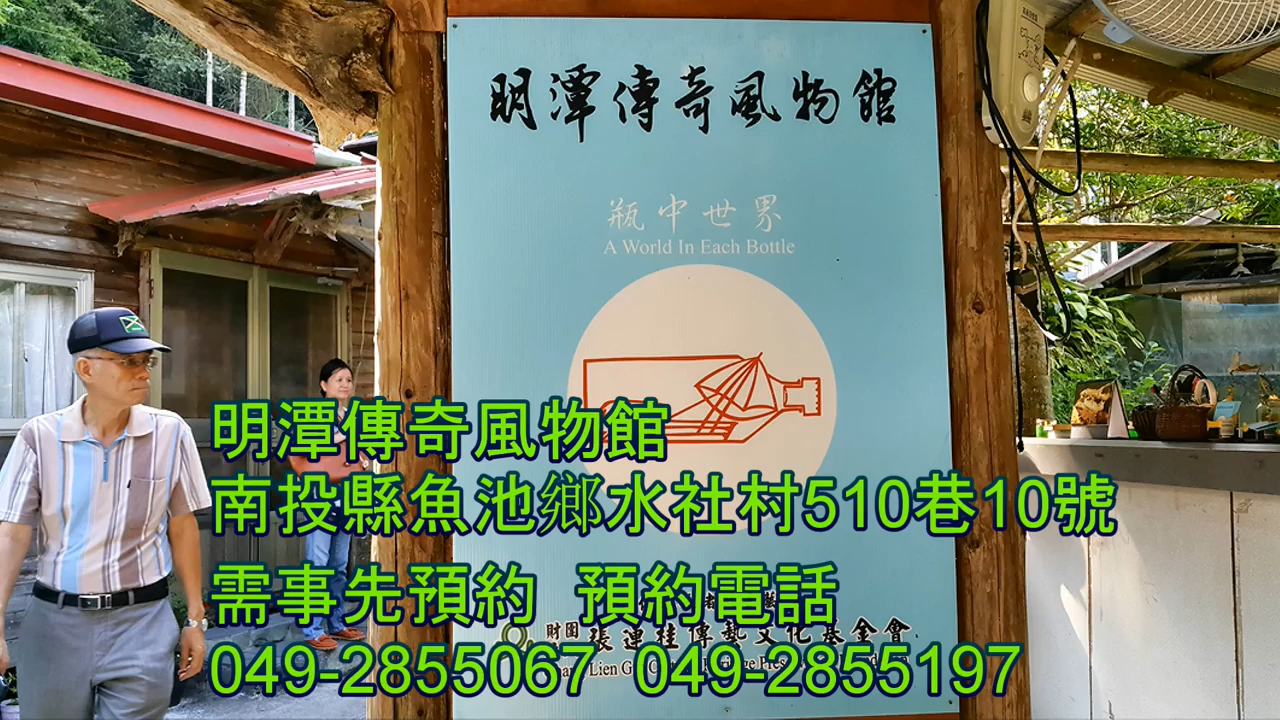 明潭傳奇風物館
瓶中世界
A World In Each Bottle
明潭傳奇風物館
南投縣魚池鄉水社村510巷10號
需事先預約 預約電話
財團
張連桂傳藝文化基金會
049-2855067 049-2855197